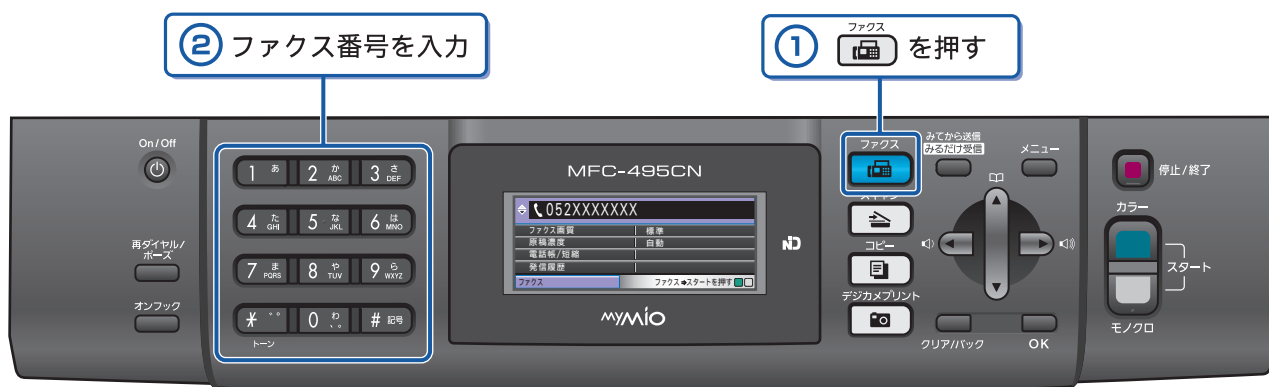 ② ファクス番号を入力
① ファクス を押す
On/Off
再ダイヤル/
ポーズ
オンフック
1 あ
2 か ABC
3 さ DEF
4 た GHI
5 な JKL
6 は MNO
7 ま PQRS
8 や TUV
9 ら WXYZ
* ゛゜
0 わ 、。
# 記号
トーン
MFC-495CN
052XXXXXXX
ファクス画質 標準
原稿濃度 自動
電話帳/短縮
発信履歴
ファクス ファクス⇒スタートを押す
MYMIO
ファクス
スキャン
コピー
デジカメプリント
みてから送信
みるだけ受信
メニュー
クリア/バック
OK
停止/終了
カラー
スタート
モノクロ